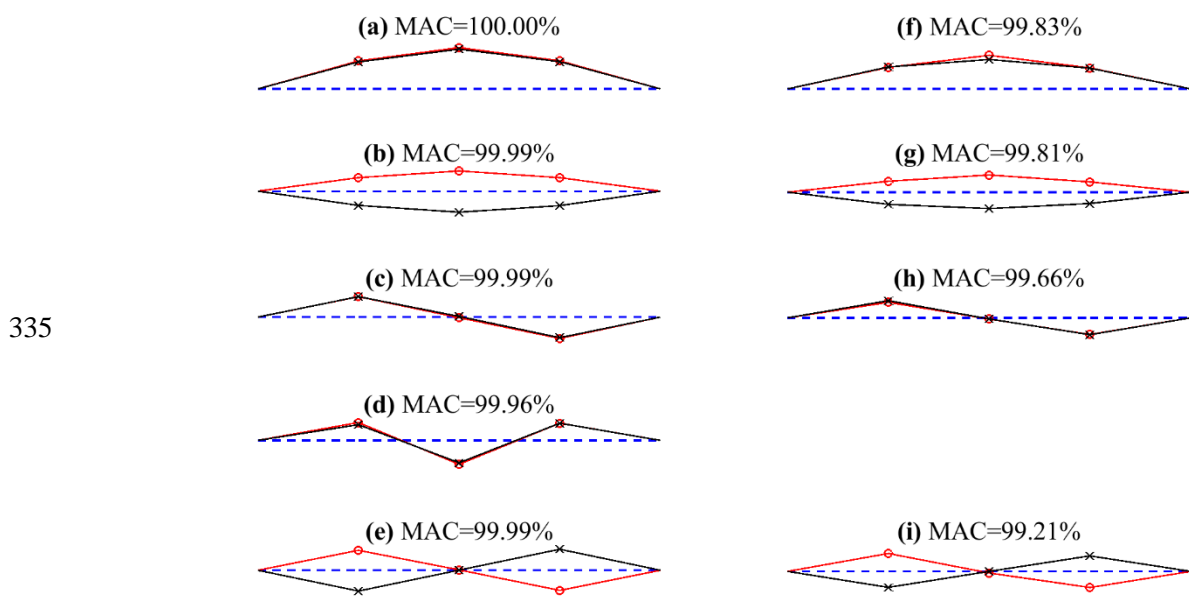 (a) MAC=100.00%
(f) MAC=99.83%
(b) MAC=99.99%
(g) MAC=99.81%
(c) MAC=99.99%
(h) MAC=99.66%
335
(d) MAC=99.96%
(e) MAC=99.99%
(i) MAC=99.21%